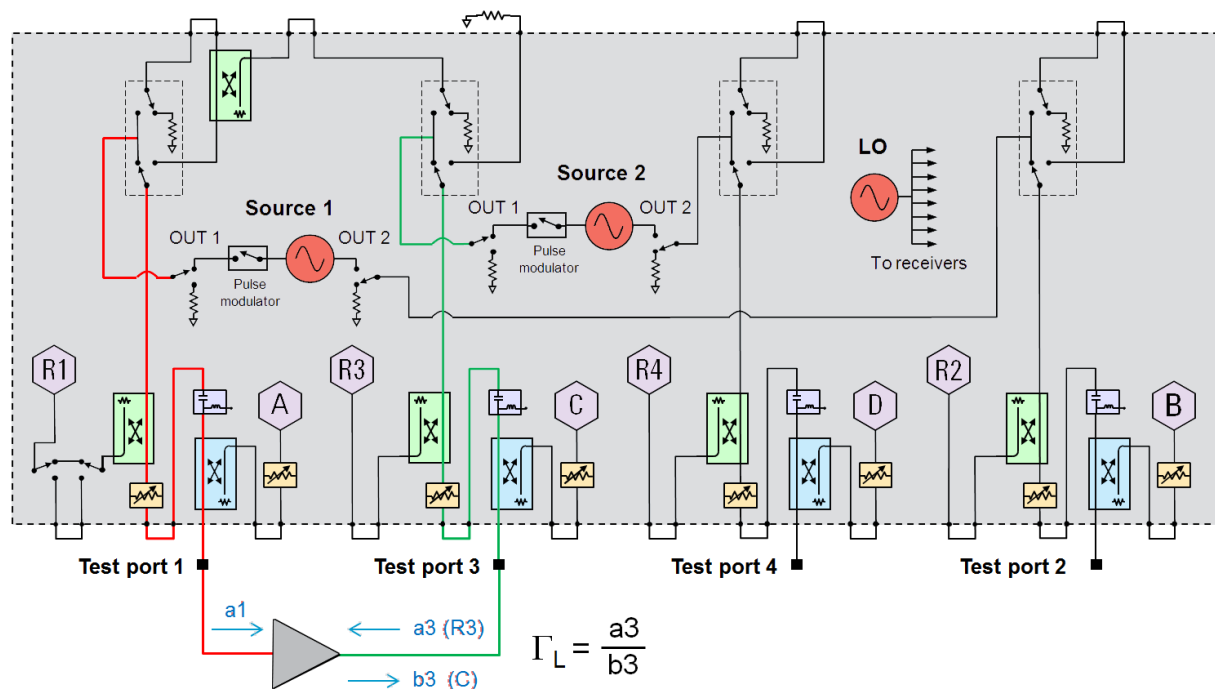 LO
Source 2
Source 1
OUT 1
OUT 2
OUT 1
OUT 2
Pulse
modulator
To receivers
Pulse
modulator
R1
A
R3
C
R4
D
R2
B
Test port 1
Test port 3
Test port 4
Test port 2
a1
a3 (R3)
b3 (C)
ΓL = a3
b3